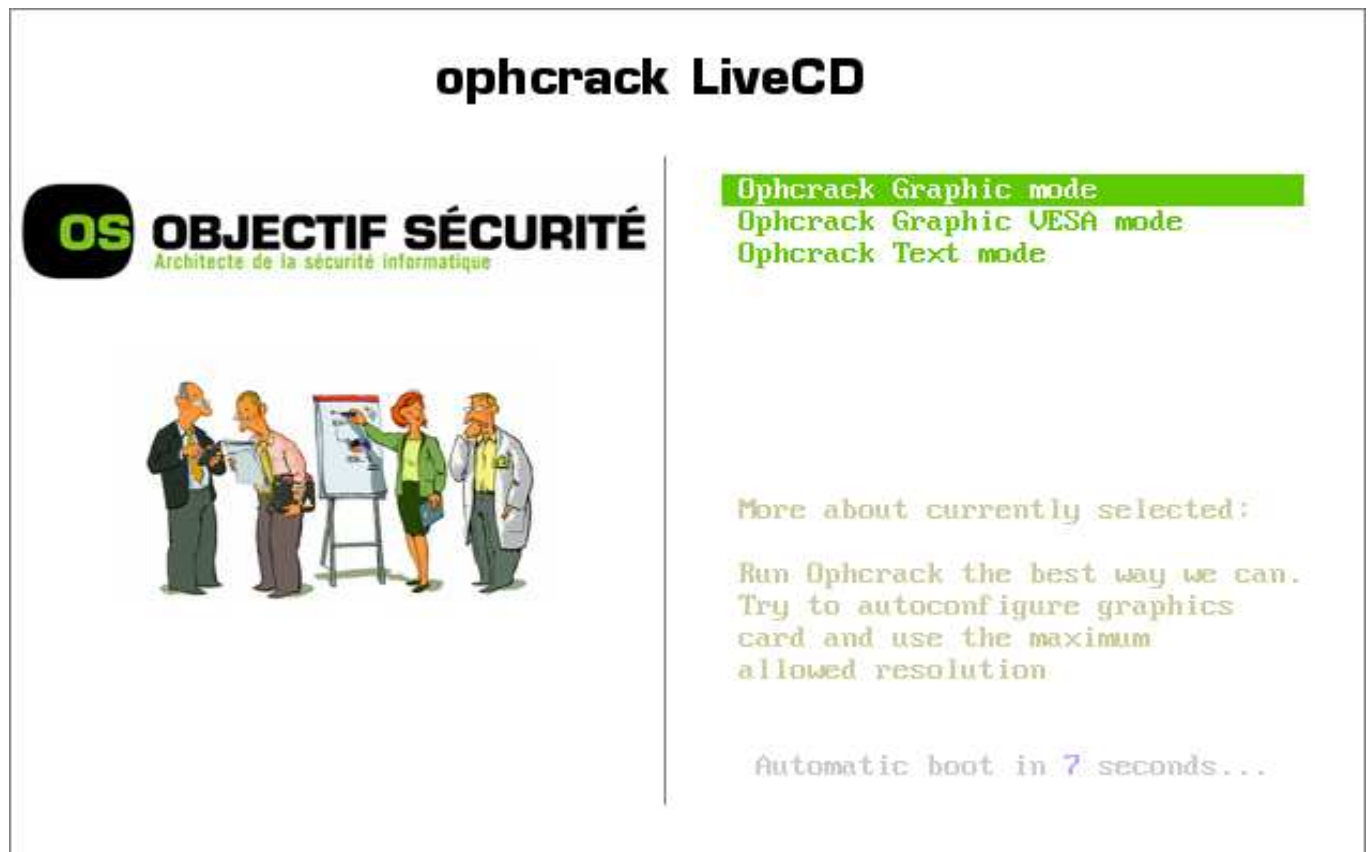 ophcrack LiveCD
OS OBJECTIF SÉCURITÉ
Architecte de la sécurité informatique
Ophcrack Graphic mode
Ophcrack Graphic VESA mode
Ophcrack Text mode
More about currently selected:
Run Ophcrack the best way we can.
Try to autoconfigure graphics
card and use the maximum
allowed resolution
Automatic boot in 7 seconds...